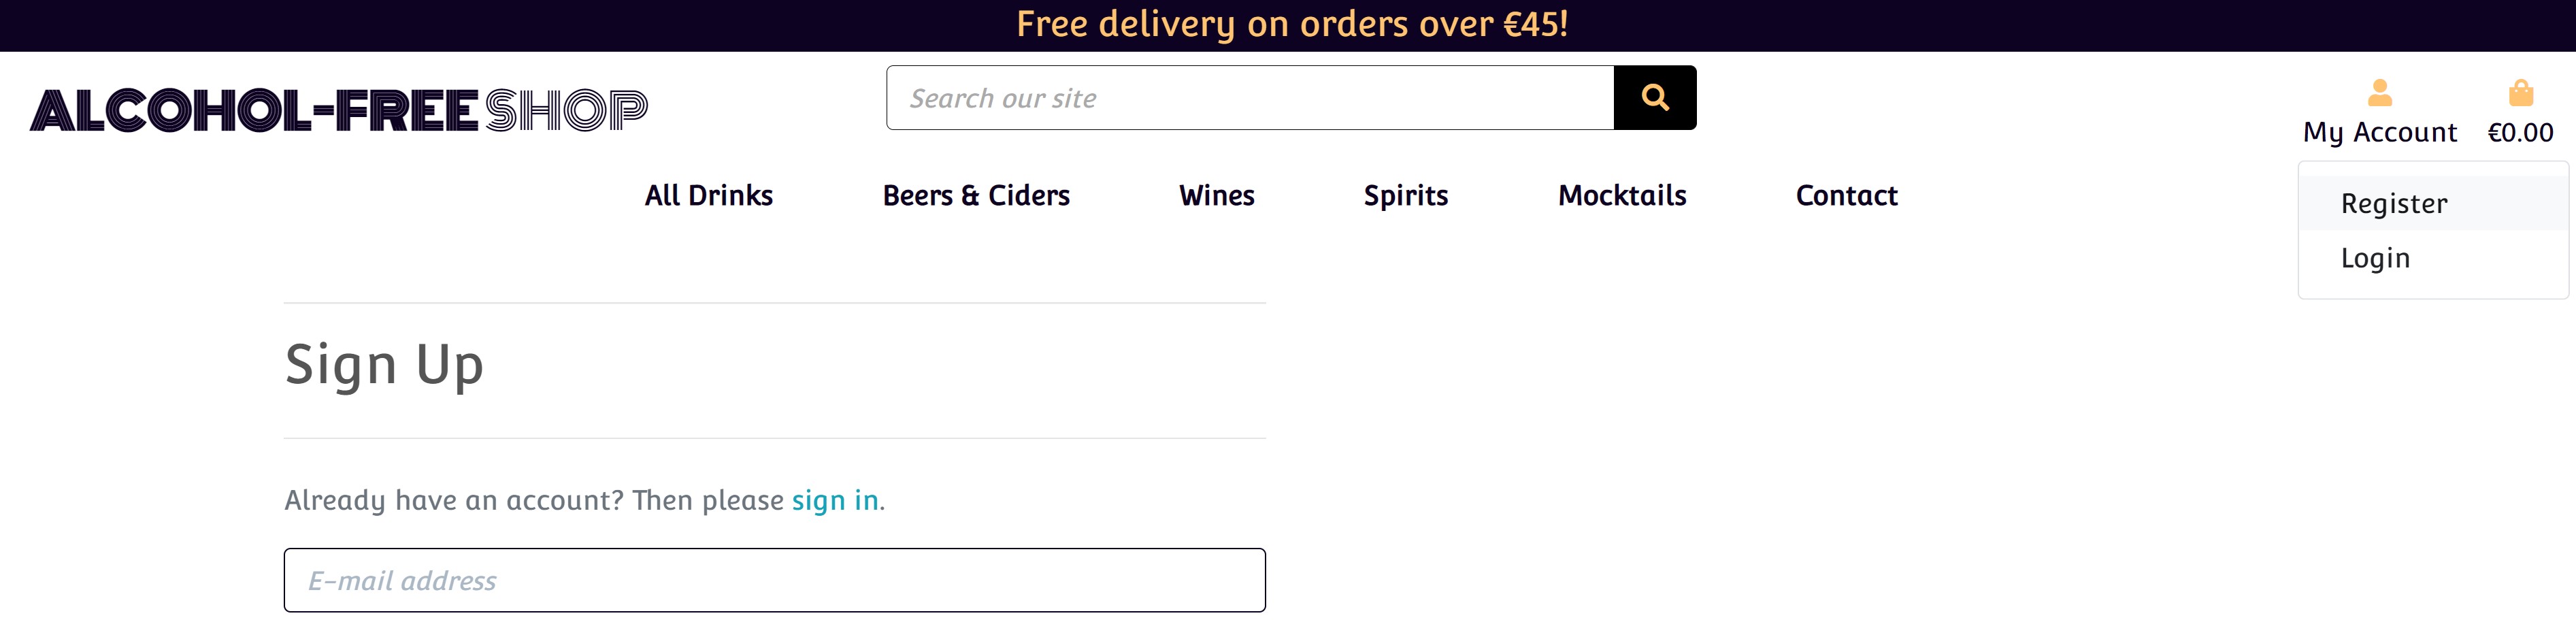 Free delivery on orders over €45!
ALCOHOL-FREE SHOP
Search our site
My Account €0.00
All Drinks Beers & Ciders Wines Spirits Mocktails Contact
Register
Login
Sign Up
Already have an account? Then please sign in.
E-mail address